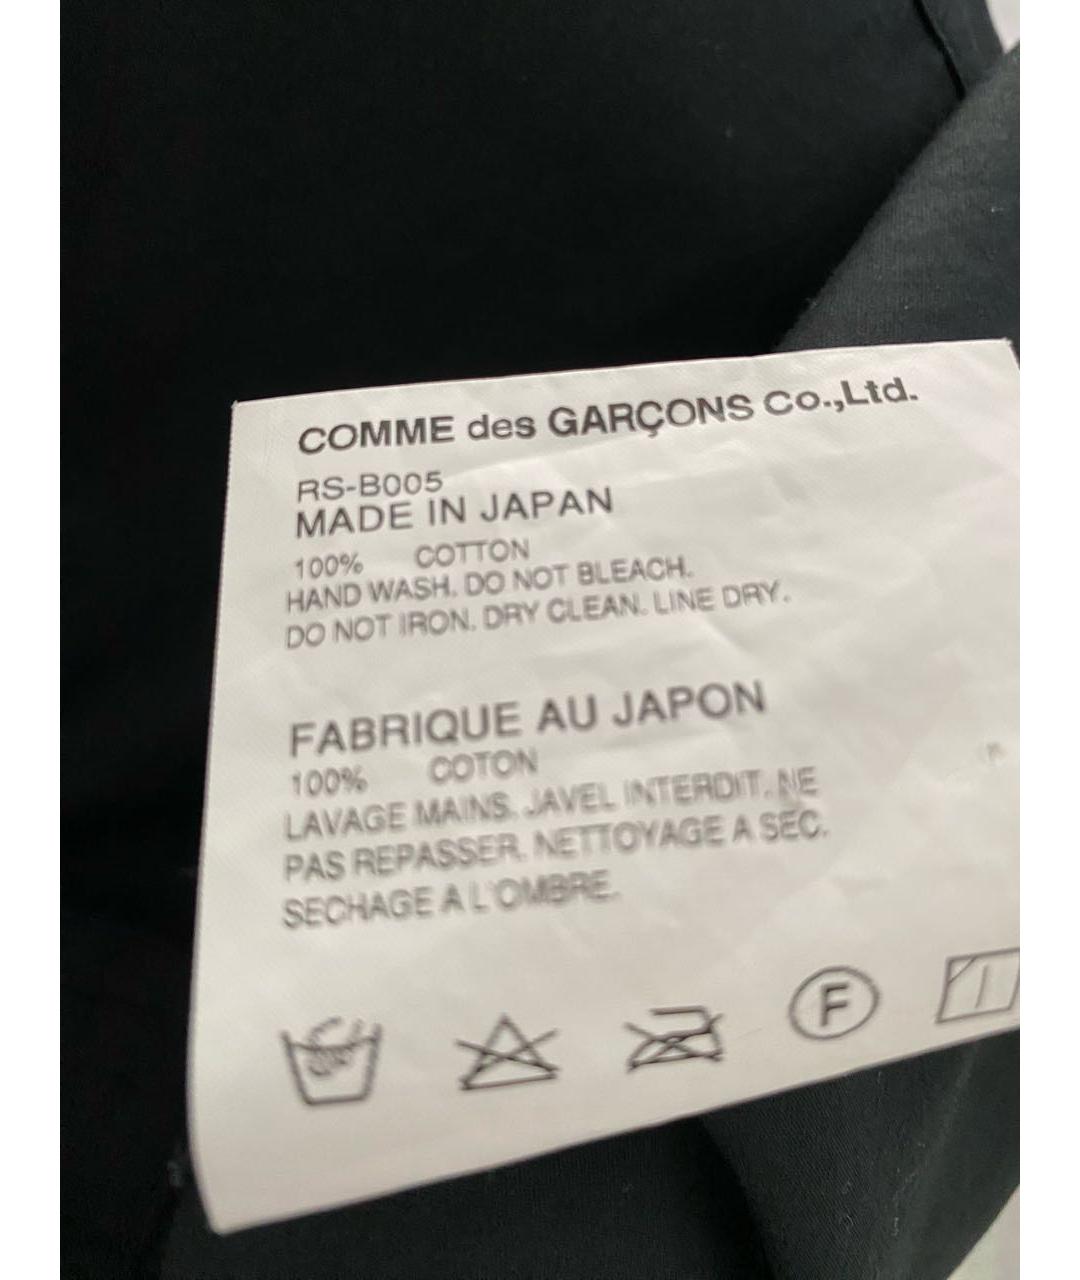 COMME des GARÇONS Co.,Ltd.
RS-B005
MADE IN JAPAN
100% COTTON
HAND WASH. DO NOT BLEACH.
DO NOT IRON. DRY CLEAN. LINE DRY.
FABRIQUE AU JAPON
100% COTON
LAVAGE MAINS. JAVEL INTERDIT. NE
PAS REPASSER. NETTOYAGE A SEC.
SECHAGE A L'OMBRE.
F